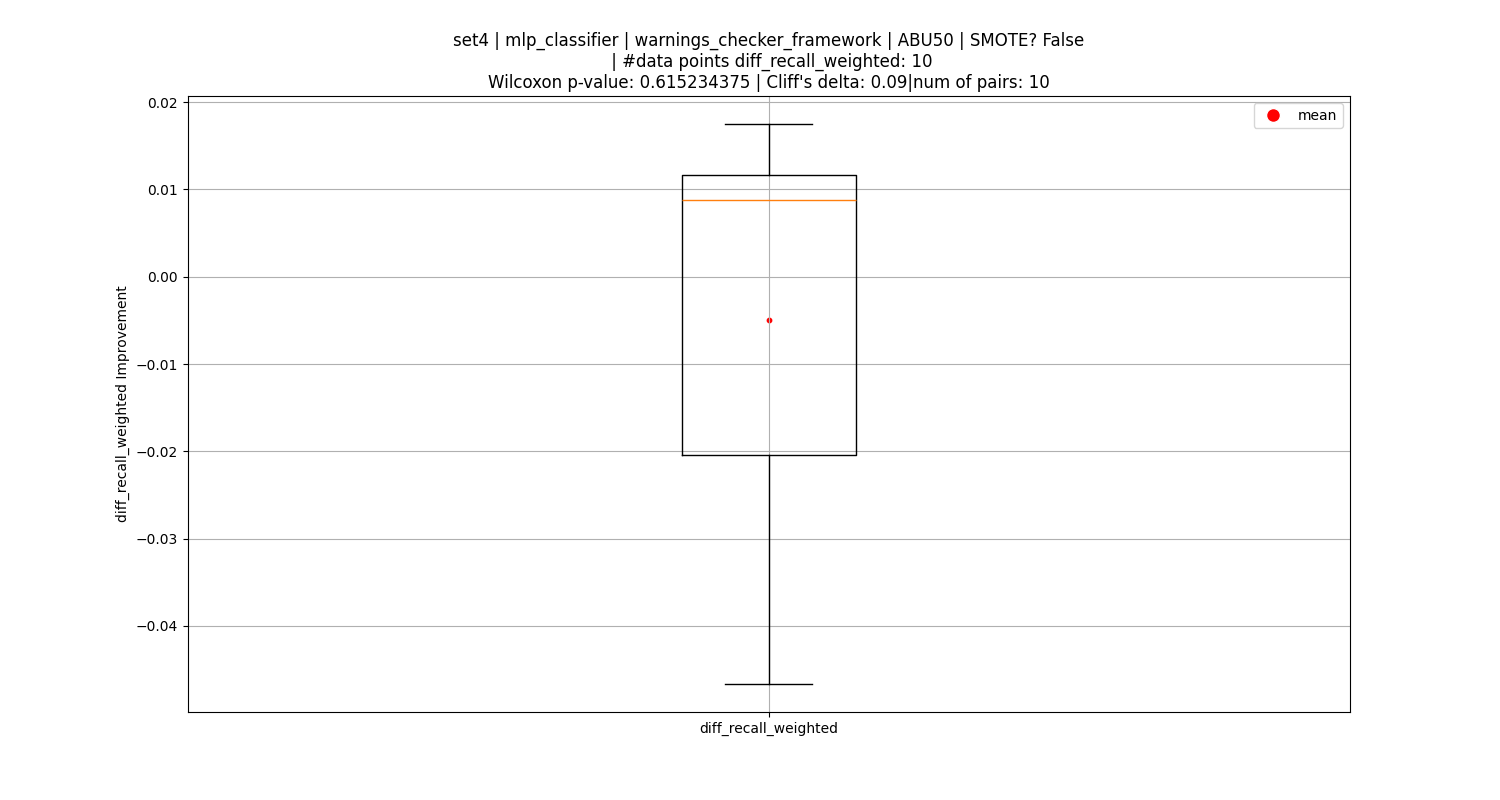 set4 | mlp_classifier | warnings_checker_framework | ABU50 | SMOTE? False
| #data points diff_recall_weighted: 10
Wilcoxon p-value: 0.615234375 | Cliff's delta: 0.09|num of pairs: 10
mean
0.02
0.01
0.00
−0.01
−0.02
−0.03
−0.04
diff_recall_weighted Improvement
diff_recall_weighted